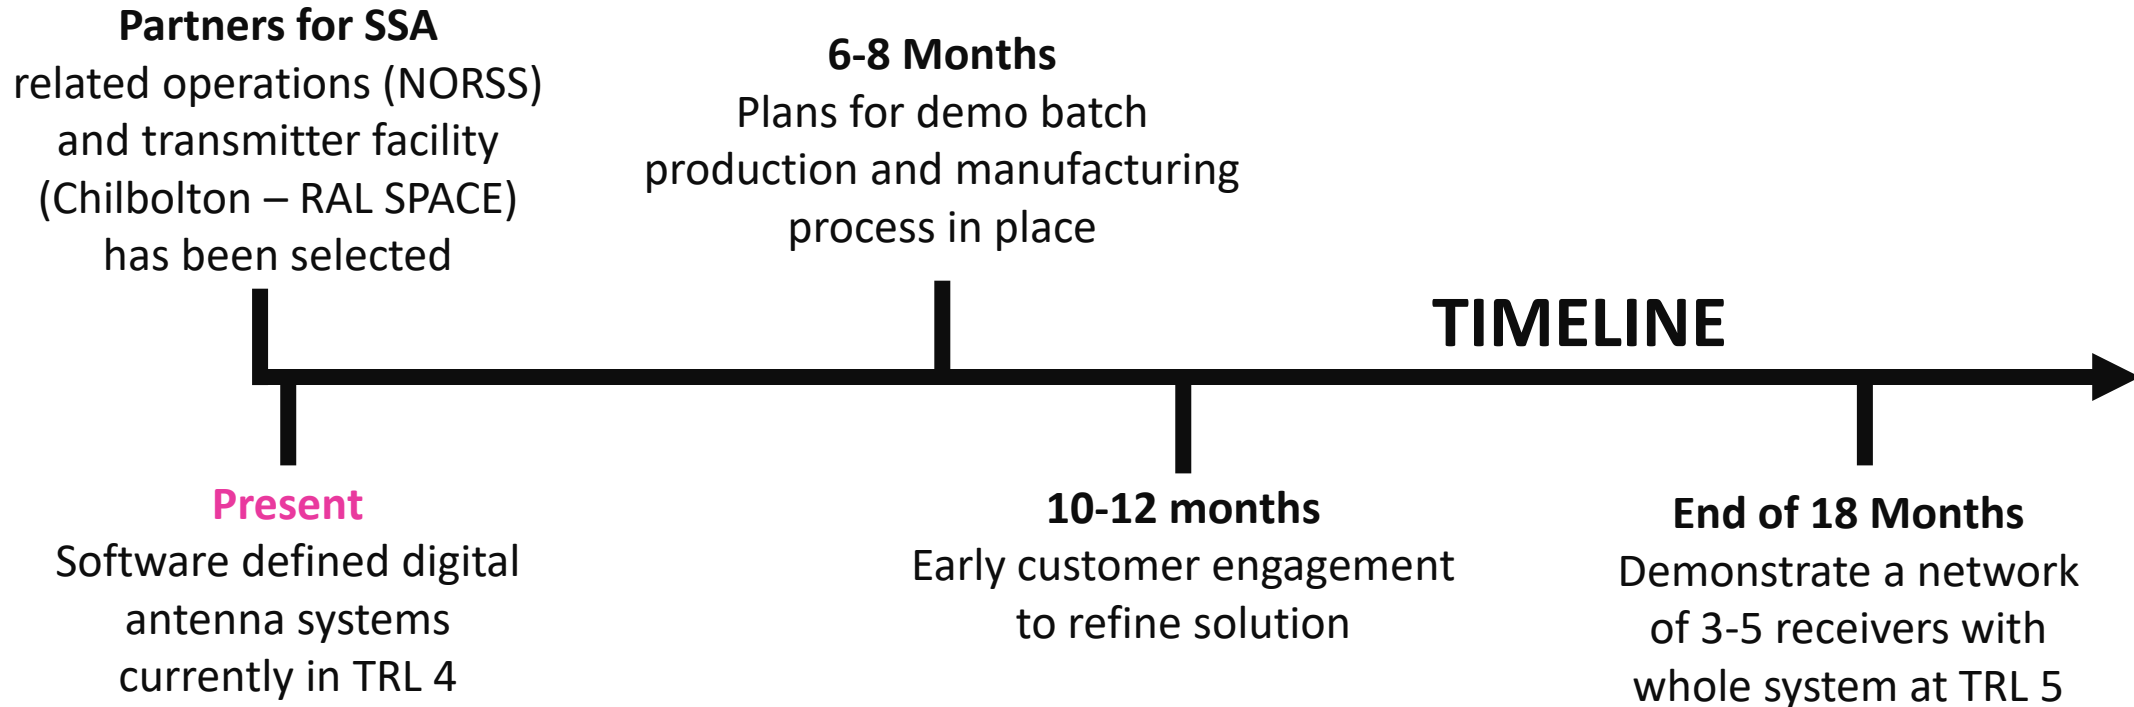 Partners for SSA
related operations (NORSS)
and transmitter facility
(Chilbolton – RAL SPACE)
has been selected
6-8 Months
Plans for demo batch
production and manufacturing
process in place
TIMELINE
Present
Software defined digital
antenna systems
currently in TRL 4
10-12 months
Early customer engagement
to refine solution
End of 18 Months
Demonstrate a network
of 3-5 receivers with
whole system at TRL 5